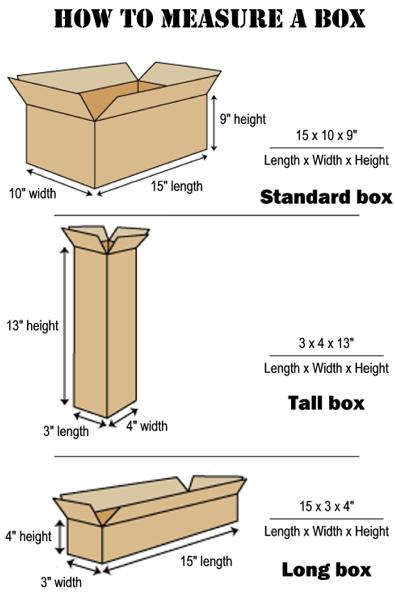 HOW TO MEASURE A BOX
9" height
10" width
15" length
15 x 10 x 9"
Length x Width x Height
Standard box
13" height
3" length
4" width
3 x 4 x 13"
Length x Width x Height
Tall box
4" height
3" width
15" length
15 x 3 x 4"
Length x Width x Height
Long box